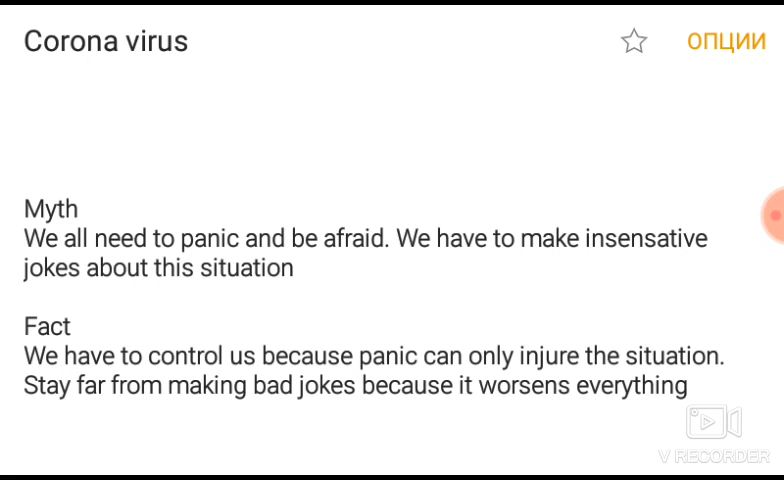 Corona virus
ОПЦИИ
Myth
We all need to panic and be afraid. We have to make insensative
jokes about this situation
Fact
We have to control us because panic can only injure the situation.
Stay far from making bad jokes because it worsens everything
V RECORDER